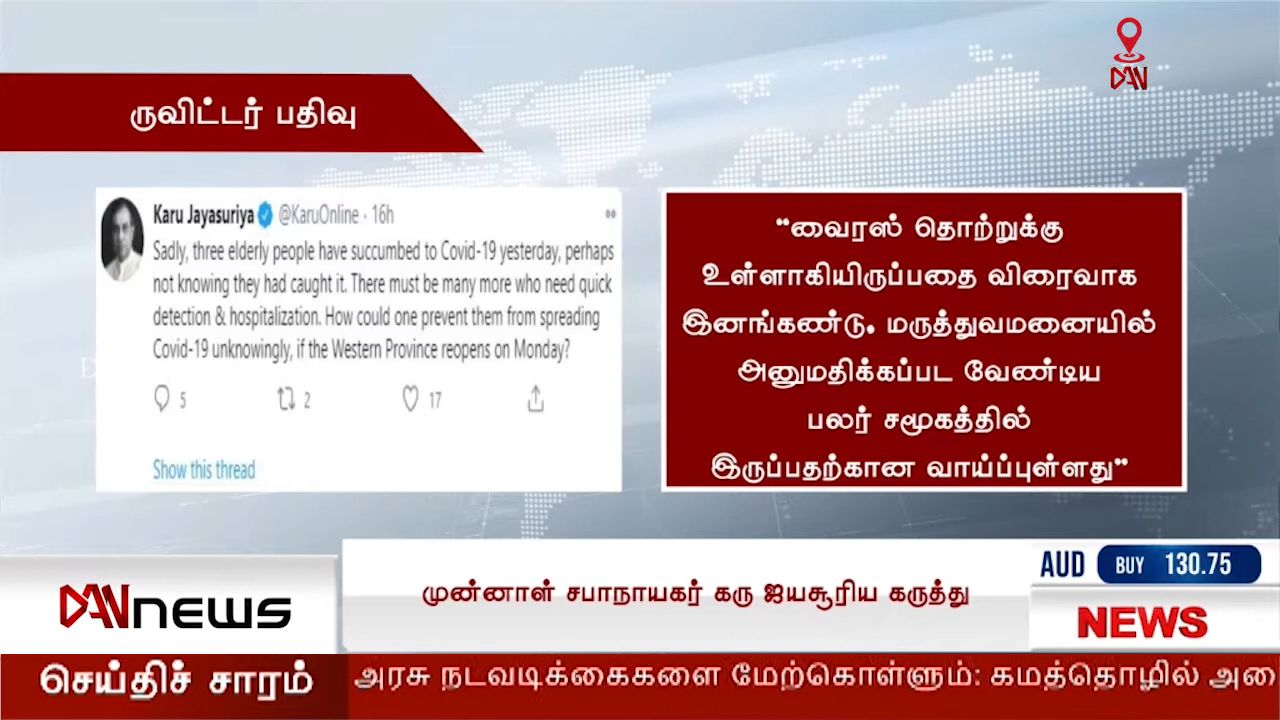 DAN
ருவிட்டர் பதிவு
Karu Jayasuriya @KaruOnline · 16h
Sadly, three elderly people have succumbed to Covid-19 yesterday, perhaps
not knowing they had caught it. There must be many more who need quick
detection & hospitalization. How could one prevent them from spreading
Covid-19 unknowingly, if the Western Province reopens on Monday?
5 2 17
Show this thread
“வைரஸ் தொற்றுக்கு
உள்ளாகியிருப்பதை விரைவாக
இனங்கண்டு. மருத்துவமனையில்
அனுமதிக்கப்பட வேண்டிய
பலர் சமூகத்தில்
இருப்பதற்கான வாய்ப்புள்ளது”
AUD BUY 130.75
முன்னாள் சபாநாயகர் கரு ஜயசூரிய கருத்து
DAN news
NEWS
செய்திச் சாரம்
அரசு நடவடிக்கைகளை மேற்கொள்ளும்: கமத்தொழில்